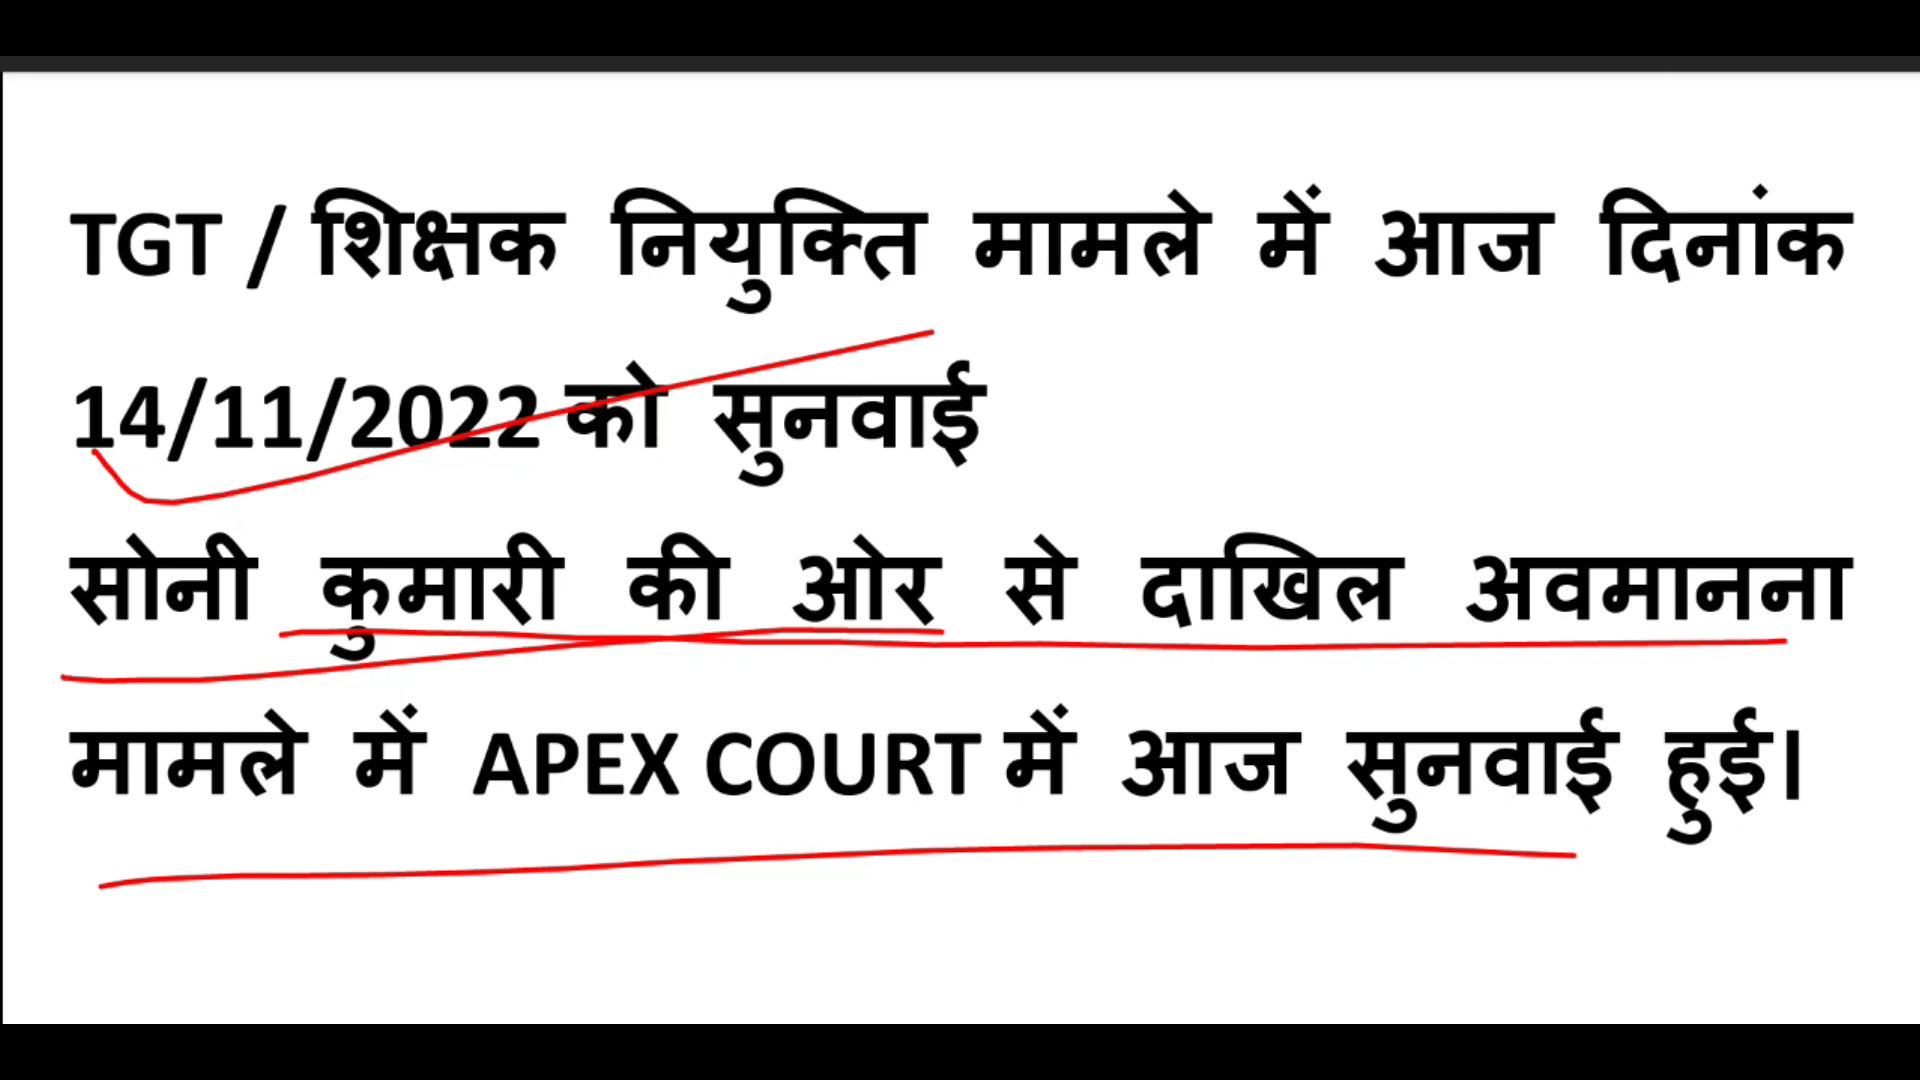 TGT / शिक्षक नियुक्ति मामले में आज दिनांक
14/11/2022 को सुनवाई
सोनी कुमारी की ओर से दाखिल अवमानना
मामले में APEX COURT में आज सुनवाई हुई।